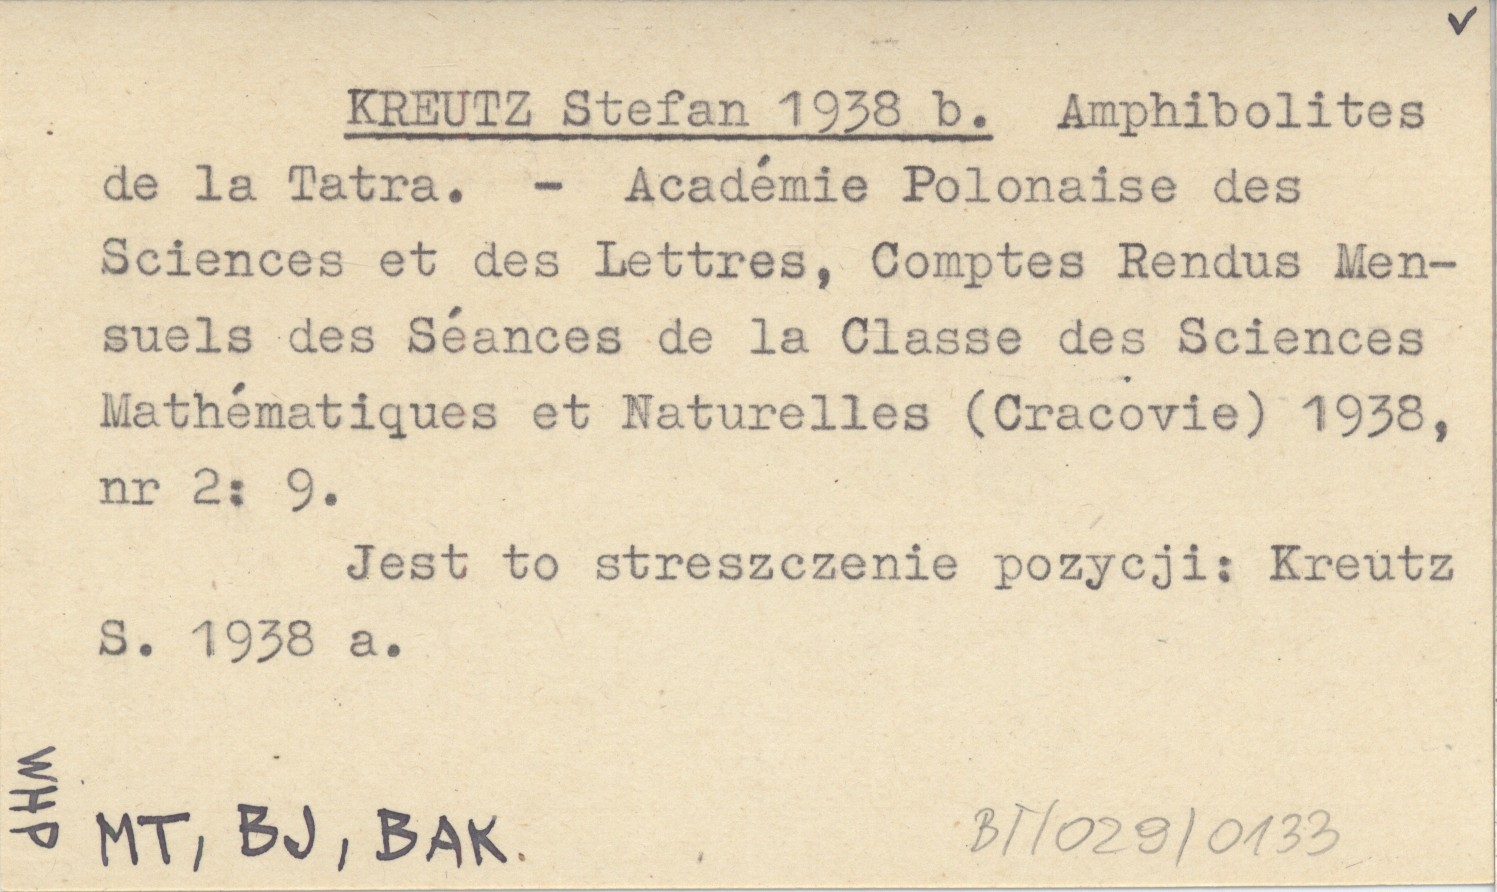 KREUTZ Stefan 1938 b. Amphibolites
de la Tatra. - Académie Polonaise des
Sciences et des Lettres, Comptes Rendus Men-
suels des Séances de la Classe des Sciences
Mathématiques et Naturelles (Cracovie) 1938,
nr 2: 9.
Jest to streszczenie pozycji: Kreutz
S. 1938 a.
WHP
MT, BJ, BAK.
BT/029/0133